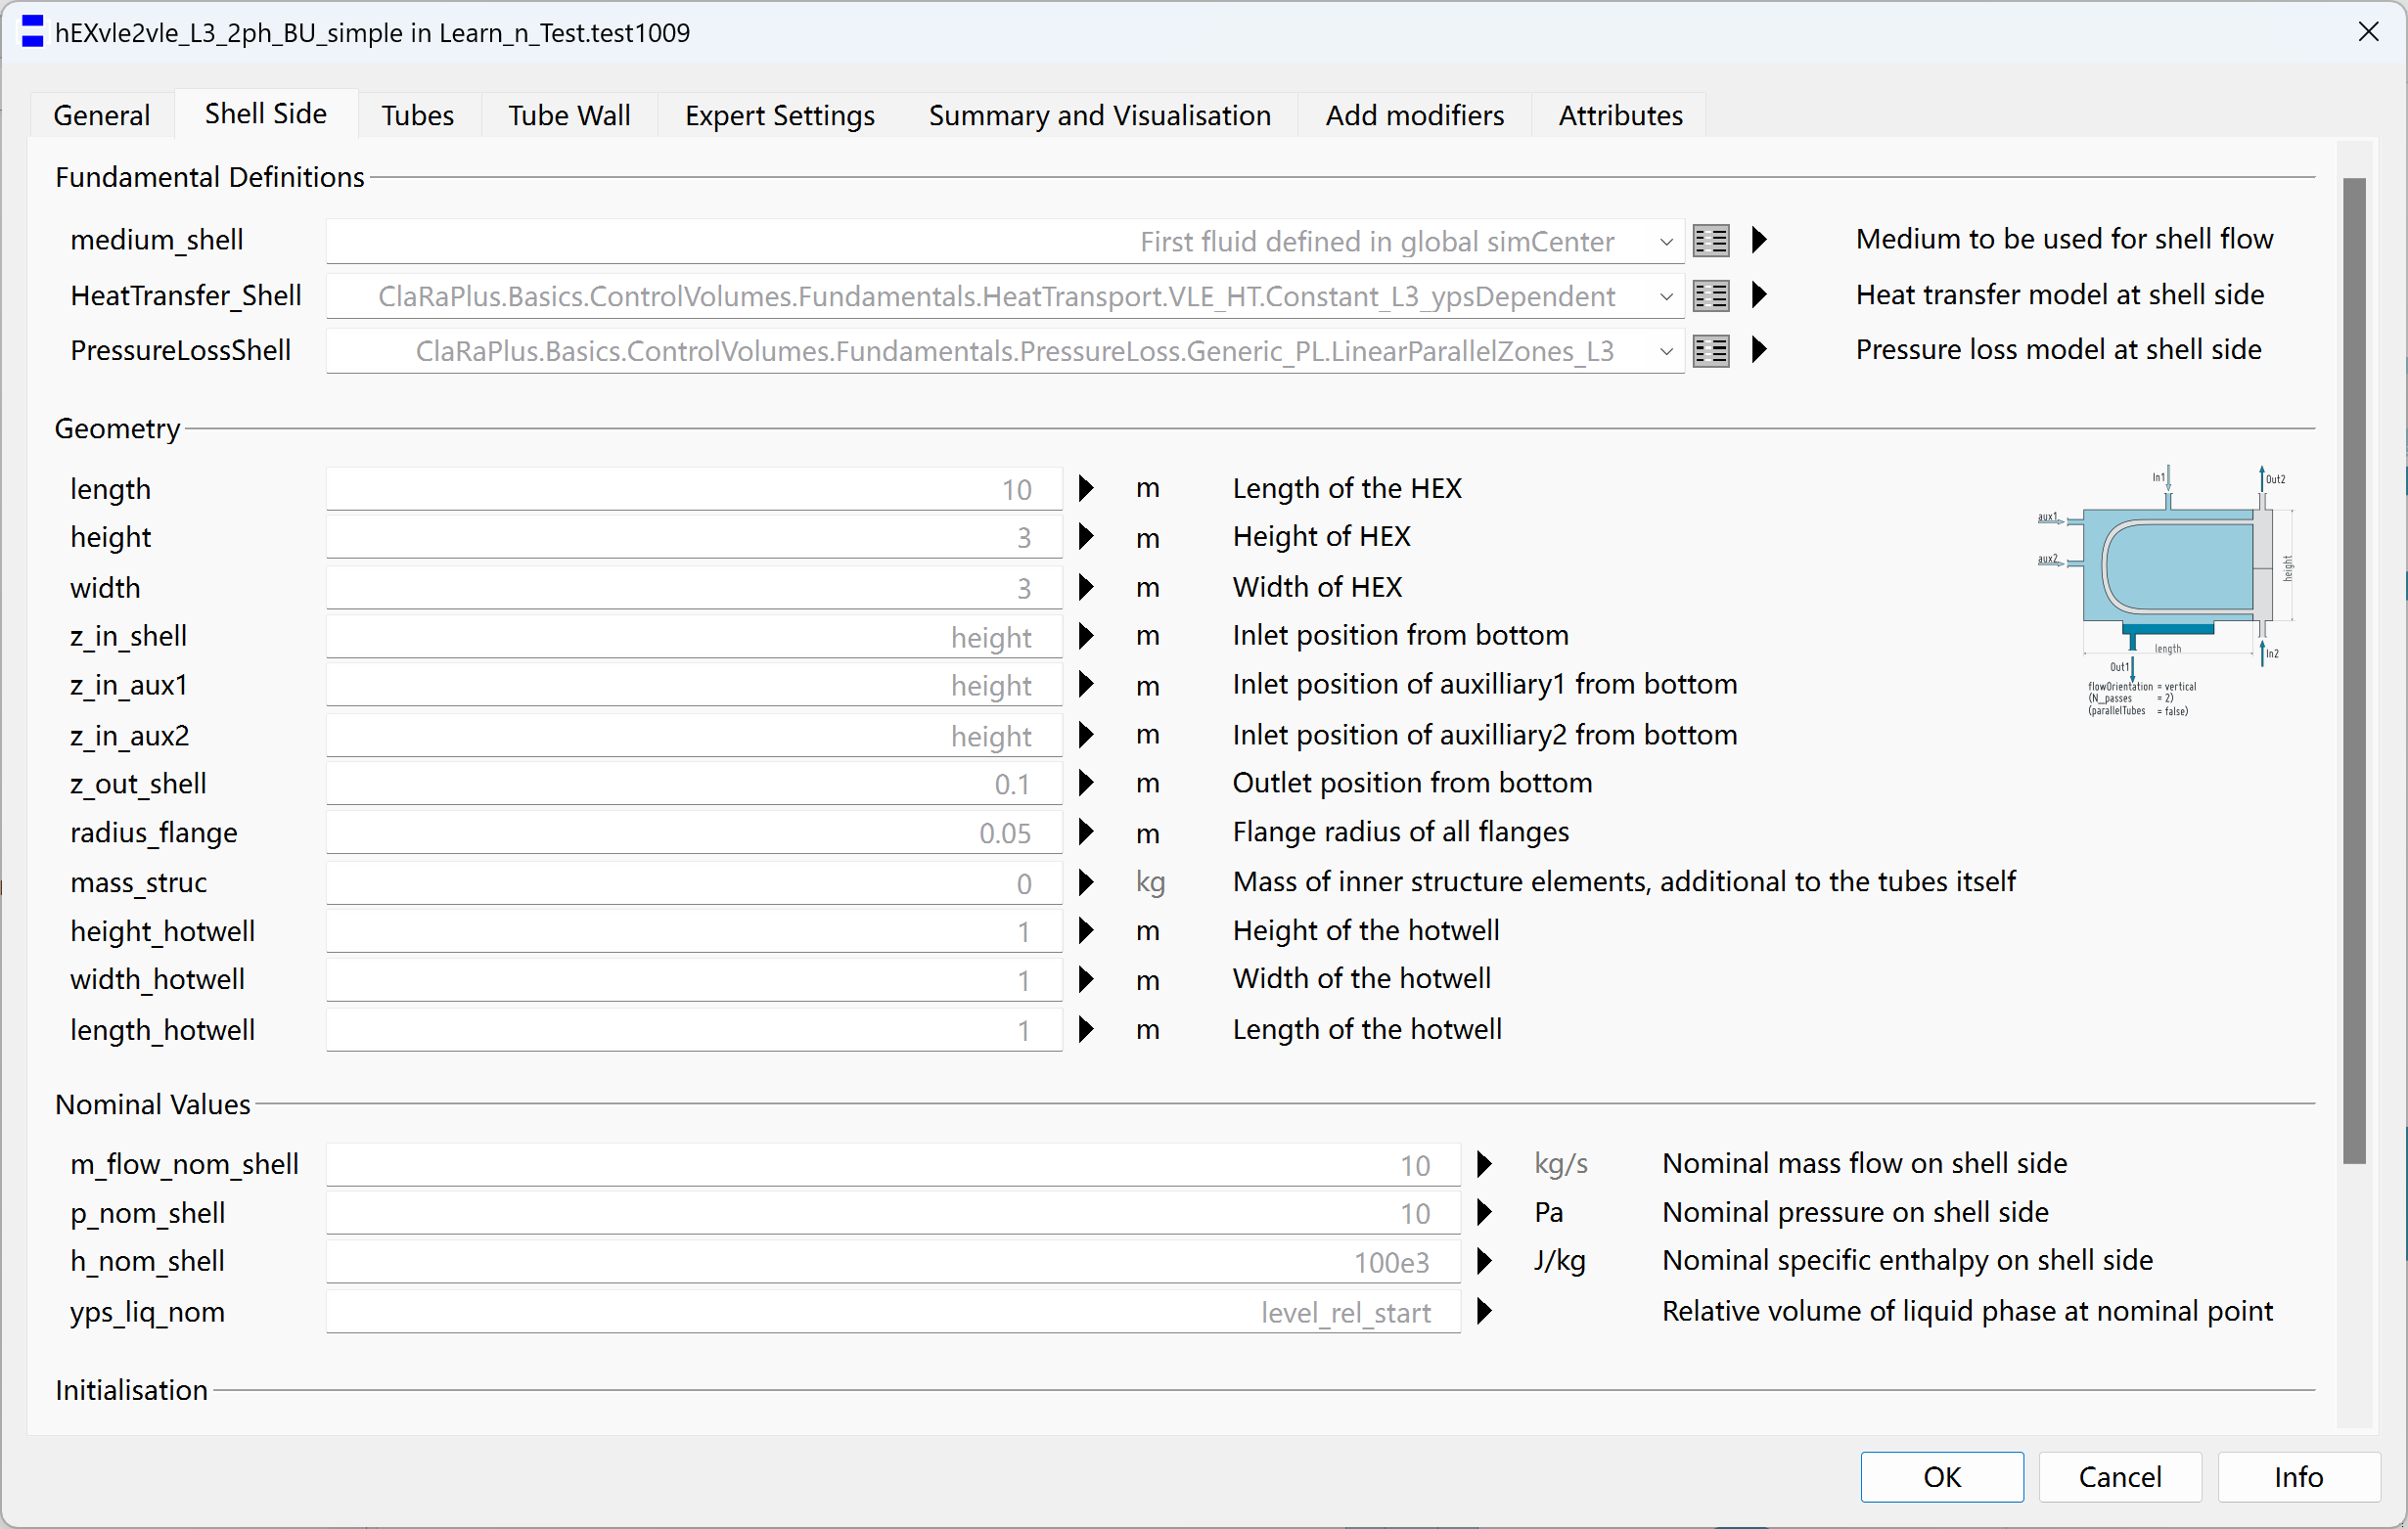 hEXvle2vle_L3_2ph_BU_simple in Learn_n_Test.test1009
General Shell Side Tubes Tube Wall Expert Settings Summary and Visualisation Add modifiers Attributes
Fundamental Definitions
medium_shell First fluid defined in global simCenter Medium to be used for shell flow
HeatTransfer_Shell ClaRaPlus.Basics.ControlVolumes.Fundamentals.HeatTransport.VLE_HT.Constant_L3_ypsDependent Heat transfer model at shell side
PressureLossShell ClaRaPlus.Basics.ControlVolumes.Fundamentals.PressureLoss.Generic_PL.LinearParallelZones_L3 Pressure loss model at shell side
Geometry
length 10 m Length of the HEX
height 3 m Height of HEX
width 3 m Width of HEX
z_in_shell height m Inlet position from bottom
z_in_aux1 height m Inlet position of auxilliary1 from bottom
z_in_aux2 height m Inlet position of auxilliary2 from bottom
z_out_shell 0.1 m Outlet position from bottom
radius_flange 0.05 m Flange radius of all flanges
mass_struc 0 kg Mass of inner structure elements, additional to the tubes itself
height_hotwell 1 m Height of the hotwell
width_hotwell 1 m Width of the hotwell
length_hotwell 1 m Length of the hotwell
In1 Out2
aux1
aux2
height
length
In2
Out1
flowOrientation = vertical
(N_passes = 2)
(parallelTubes = false)
Nominal Values
m_flow_nom_shell 10 kg/s Nominal mass flow on shell side
p_nom_shell 10 Pa Nominal pressure on shell side
h_nom_shell 100e3 J/kg Nominal specific enthalpy on shell side
yps_liq_nom level_rel_start Relative volume of liquid phase at nominal point
Initialisation
OK Cancel Info